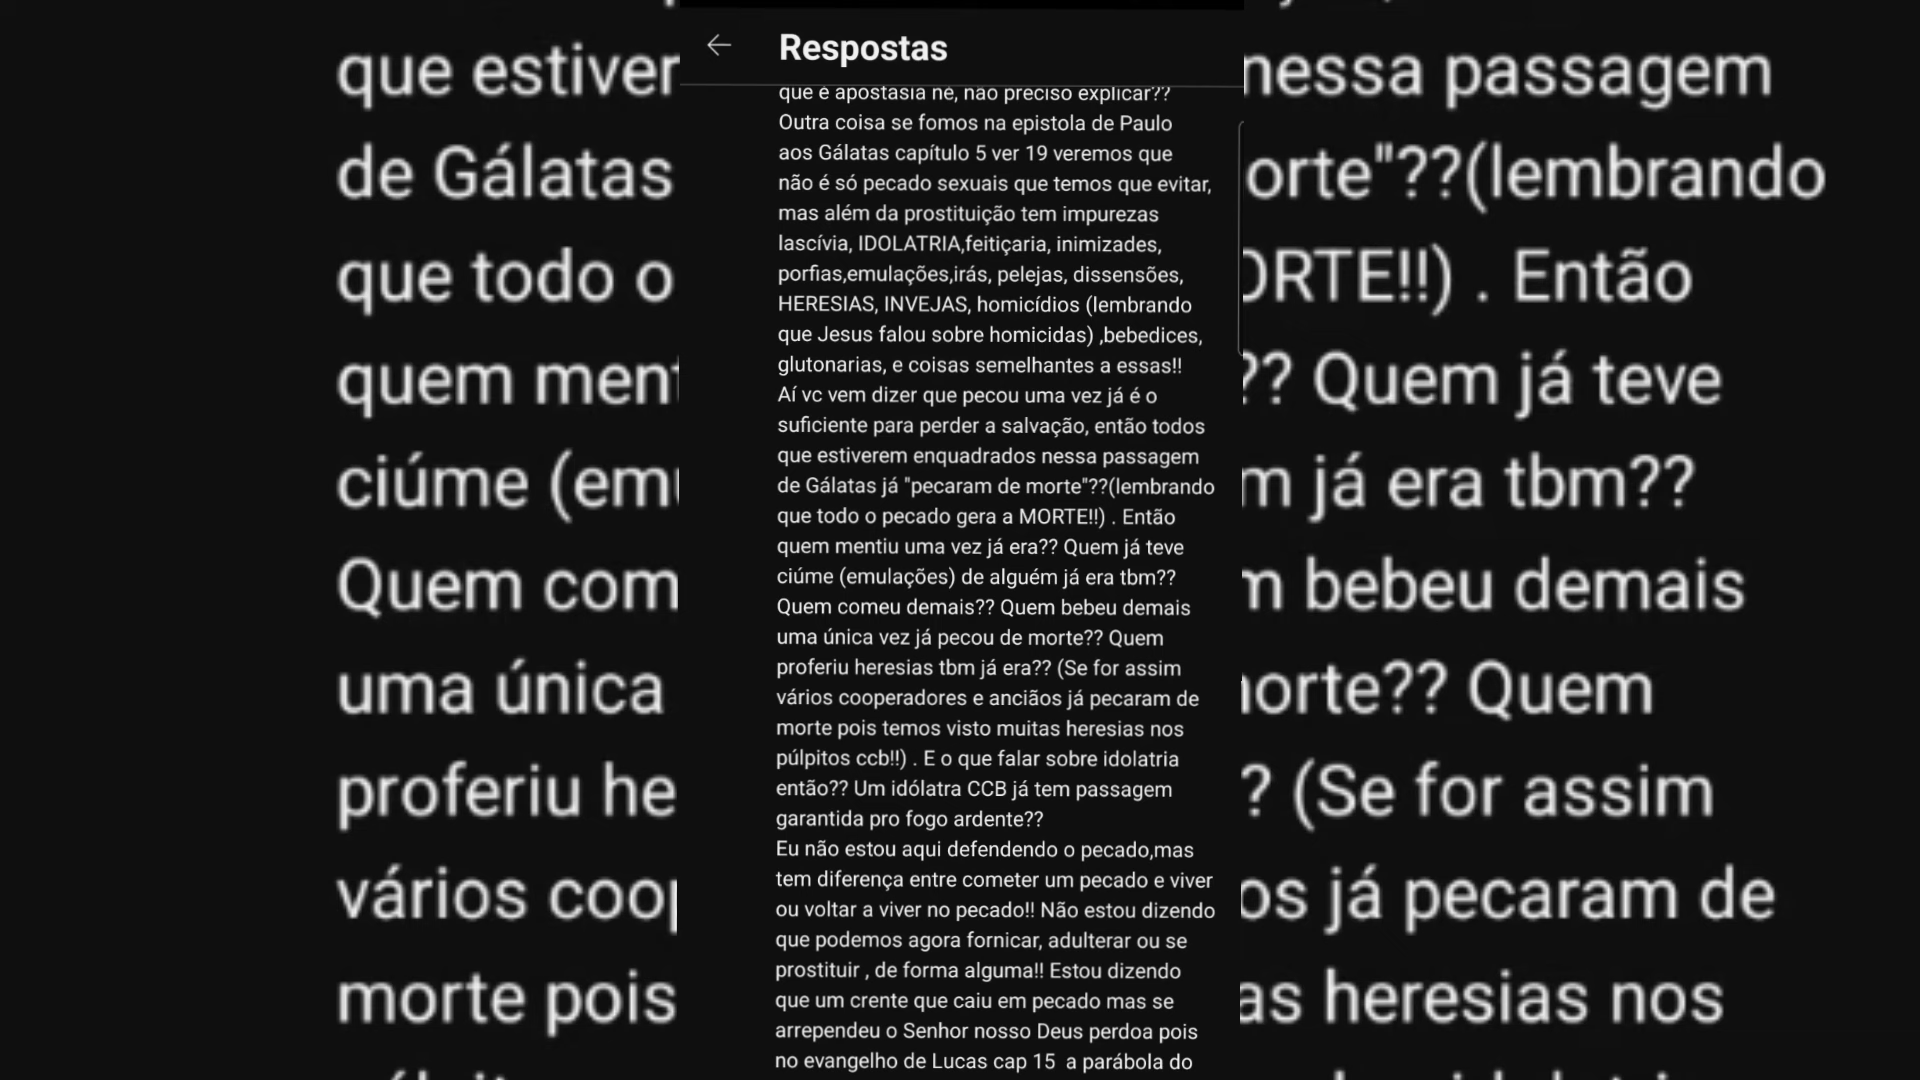 Respostas
que é apostasia né, não preciso explicar??
Outra coisa se fomos na epistola de Paulo
aos Gálatas capítulo 5 ver 19 veremos que
não é só pecado sexuais que temos que evitar,
mas além da prostituição tem impurezas
lascívia, IDOLATRIA,feitiçaria, inimizades,
porfias,emulações,irás, pelejas, dissensões,
HERESIAS, INVEJAS, homicídios (lembrando
que Jesus falou sobre homicidas) ,bebedices,
glutonarias, e coisas semelhantes a essas!!
Aí vc vem dizer que pecou uma vez já é o
suficiente para perder a salvação, então todos
que estiverem enquadrados nessa passagem
de Gálatas já "pecaram de morte"??(lembrando
que todo o pecado gera a MORTE!!) . Então
quem mentiu uma vez já era?? Quem já teve
ciúme (emulações) de alguém já era tbm??
Quem comeu demais?? Quem bebeu demais
uma única vez já pecou de morte?? Quem
proferiu heresias tbm já era?? (Se for assim
vários cooperadores e anciãos já pecaram de
morte pois temos visto muitas heresias nos
púlpitos ccb!!) . E o que falar sobre idolatria
então?? Um idólatra CCB já tem passagem
garantida pro fogo ardente??
Eu não estou aqui defendendo o pecado,mas
tem diferença entre cometer um pecado e viver
ou voltar a viver no pecado!! Não estou dizendo
que podemos agora fornicar, adulterar ou se
prostituir , de forma alguma!! Estou dizendo
que um crente que caiu em pecado mas se
arrependeu o Senhor nosso Deus perdoa pois
no evangelho de Lucas cap 15 a parábola do